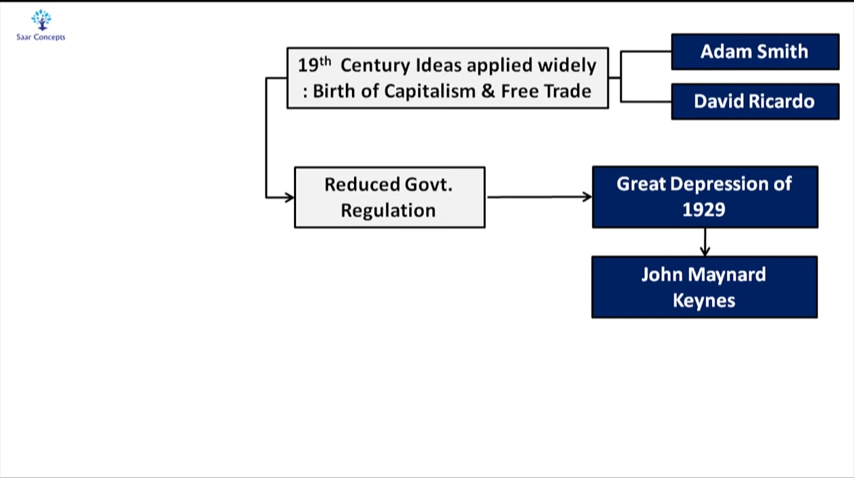 Saar Concepts
19th Century Ideas applied widely
: Birth of Capitalism & Free Trade
Adam Smith
David Ricardo
Reduced Govt.
Regulation
Great Depression of
1929
John Maynard
Keynes